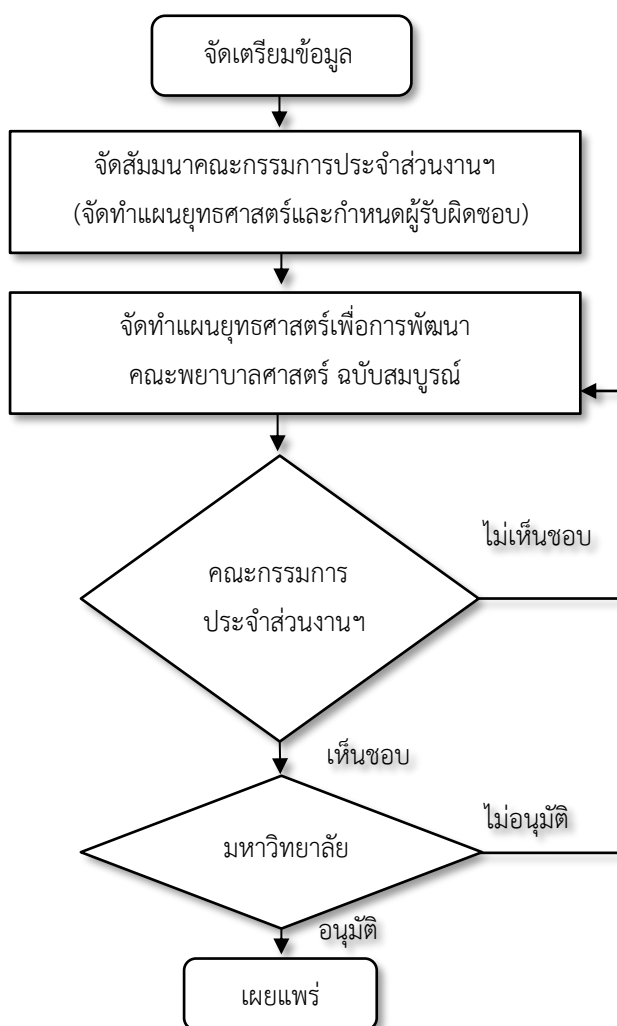 จัดเตรียมข้อมูล
จัดสัมมนาคณะกรรมการประจำส่วนงานฯ
(จัดทำแผนยุทธศาสตร์และกำหนดผู้รับผิดชอบ)
จัดทำแผนยุทธศาสตร์เพื่อการพัฒนา
คณะพยาบาลศาสตร์ ฉบับสมบูรณ์
ไม่เห็นชอบ
คณะกรรมการ
ประจำส่วนงานฯ
เห็นชอบ
ไม่อนุมัติ
มหาวิทยาลัย
อนุมัติ
เผยแพร่